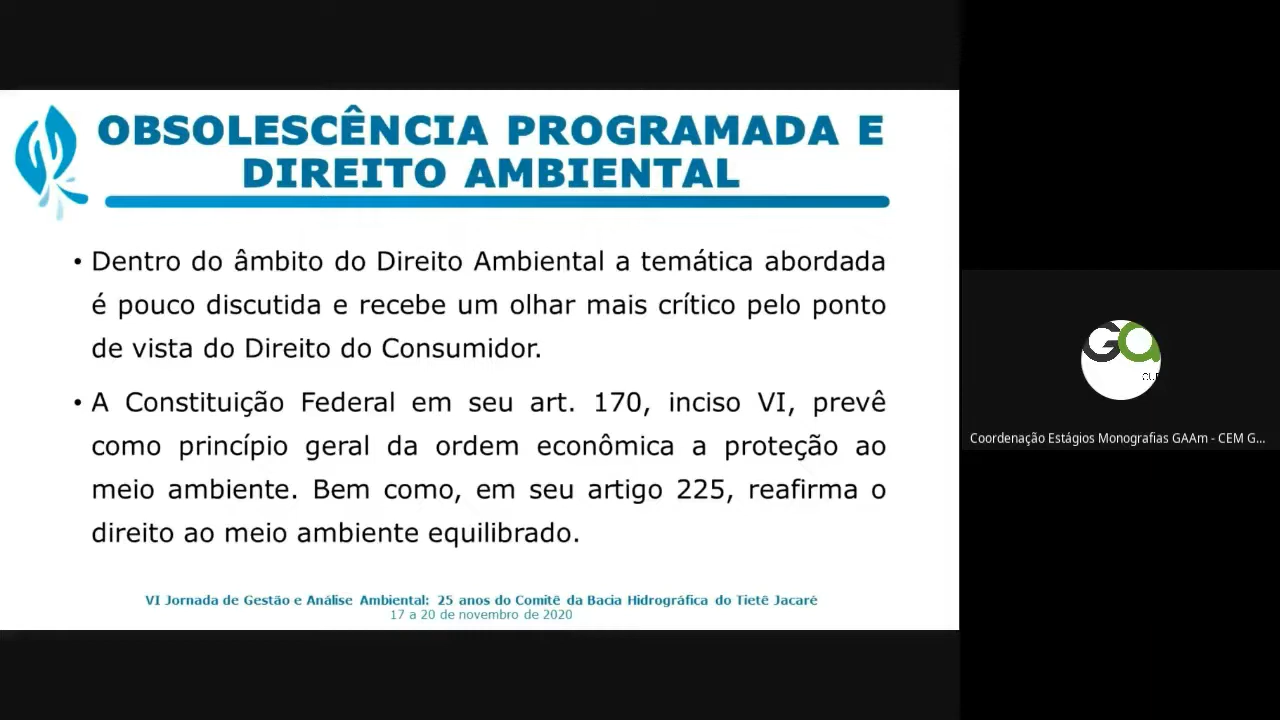 OBSOLESCÊNCIA PROGRAMADA E
DIREITO AMBIENTAL
• Dentro do âmbito do Direito Ambiental a temática abordada
é pouco discutida e recebe um olhar mais crítico pelo ponto
de vista do Direito do Consumidor.
• A Constituição Federal em seu art. 170, inciso VI, prevê
como princípio geral da ordem econômica a proteção ao
meio ambiente. Bem como, em seu artigo 225, reafirma o
direito ao meio ambiente equilibrado.
VI Jornada de Gestão e Análise Ambiental: 25 anos do Comitê da Bacia Hidrográfica do Tietê Jacaré
17 a 20 de novembro de 2020
Coordenação Estágios Monografias GAAm - CEM G...